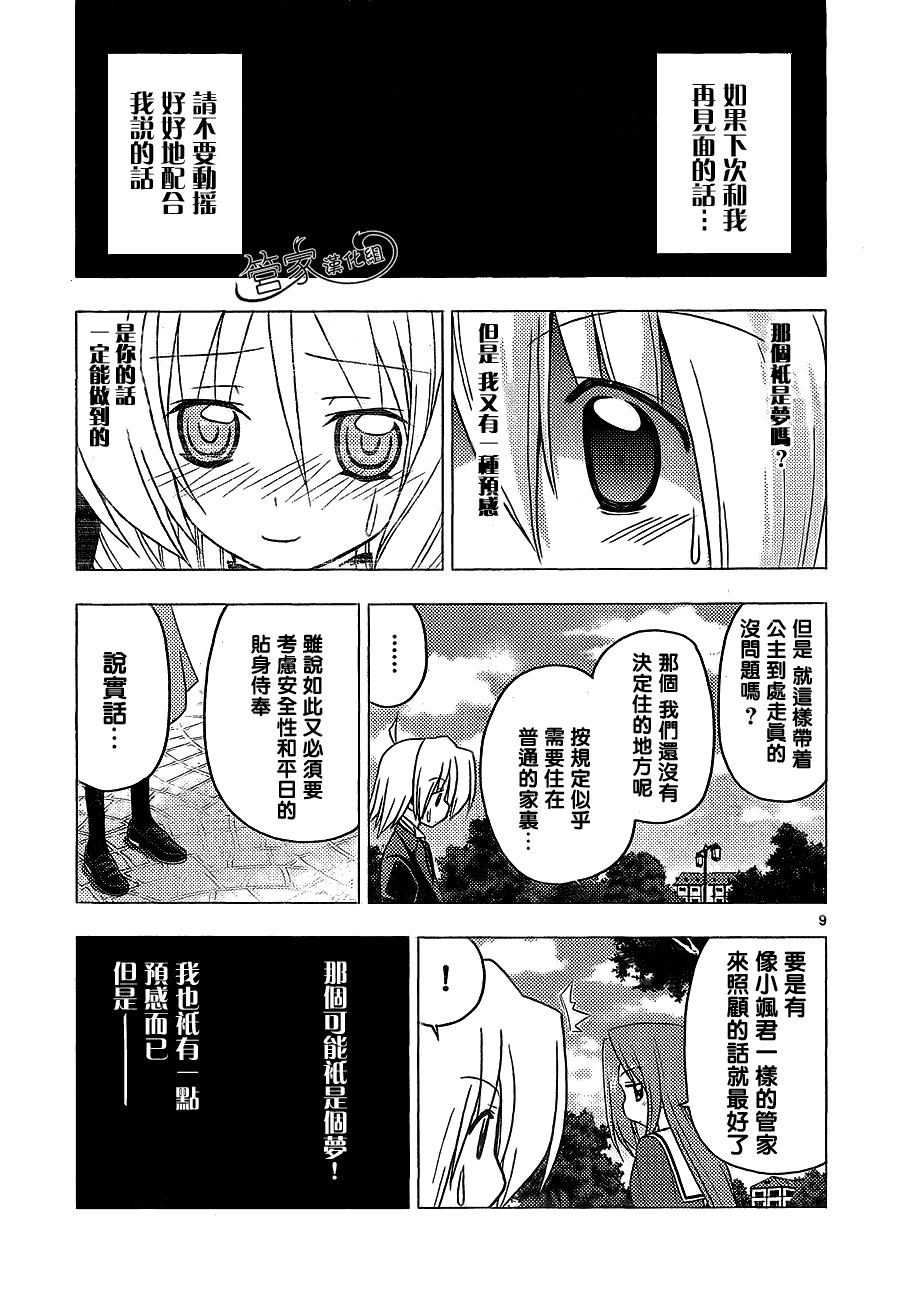 如果下次和我
再見面的話…
請不要動搖
好好地配合
我說的話
管家
漢化組
那個衹是夢嗎?
但是 我又有一種預感
是你的話
一定能做到的
但是 就這樣帶着
公主到處走眞的
沒問題嗎?
那個 我們還沒有
決定住的地方呢
按規定似乎
需要住在
普通的家裏…
……
雖說如此又必須要
考慮安全性和平日的
貼身侍奉
說實話…
9
要是有
像小颯君一樣的管家
來照顧的話就最好了
!
那個可能衹是個夢!
我也衹有一點
預感而已
但是——